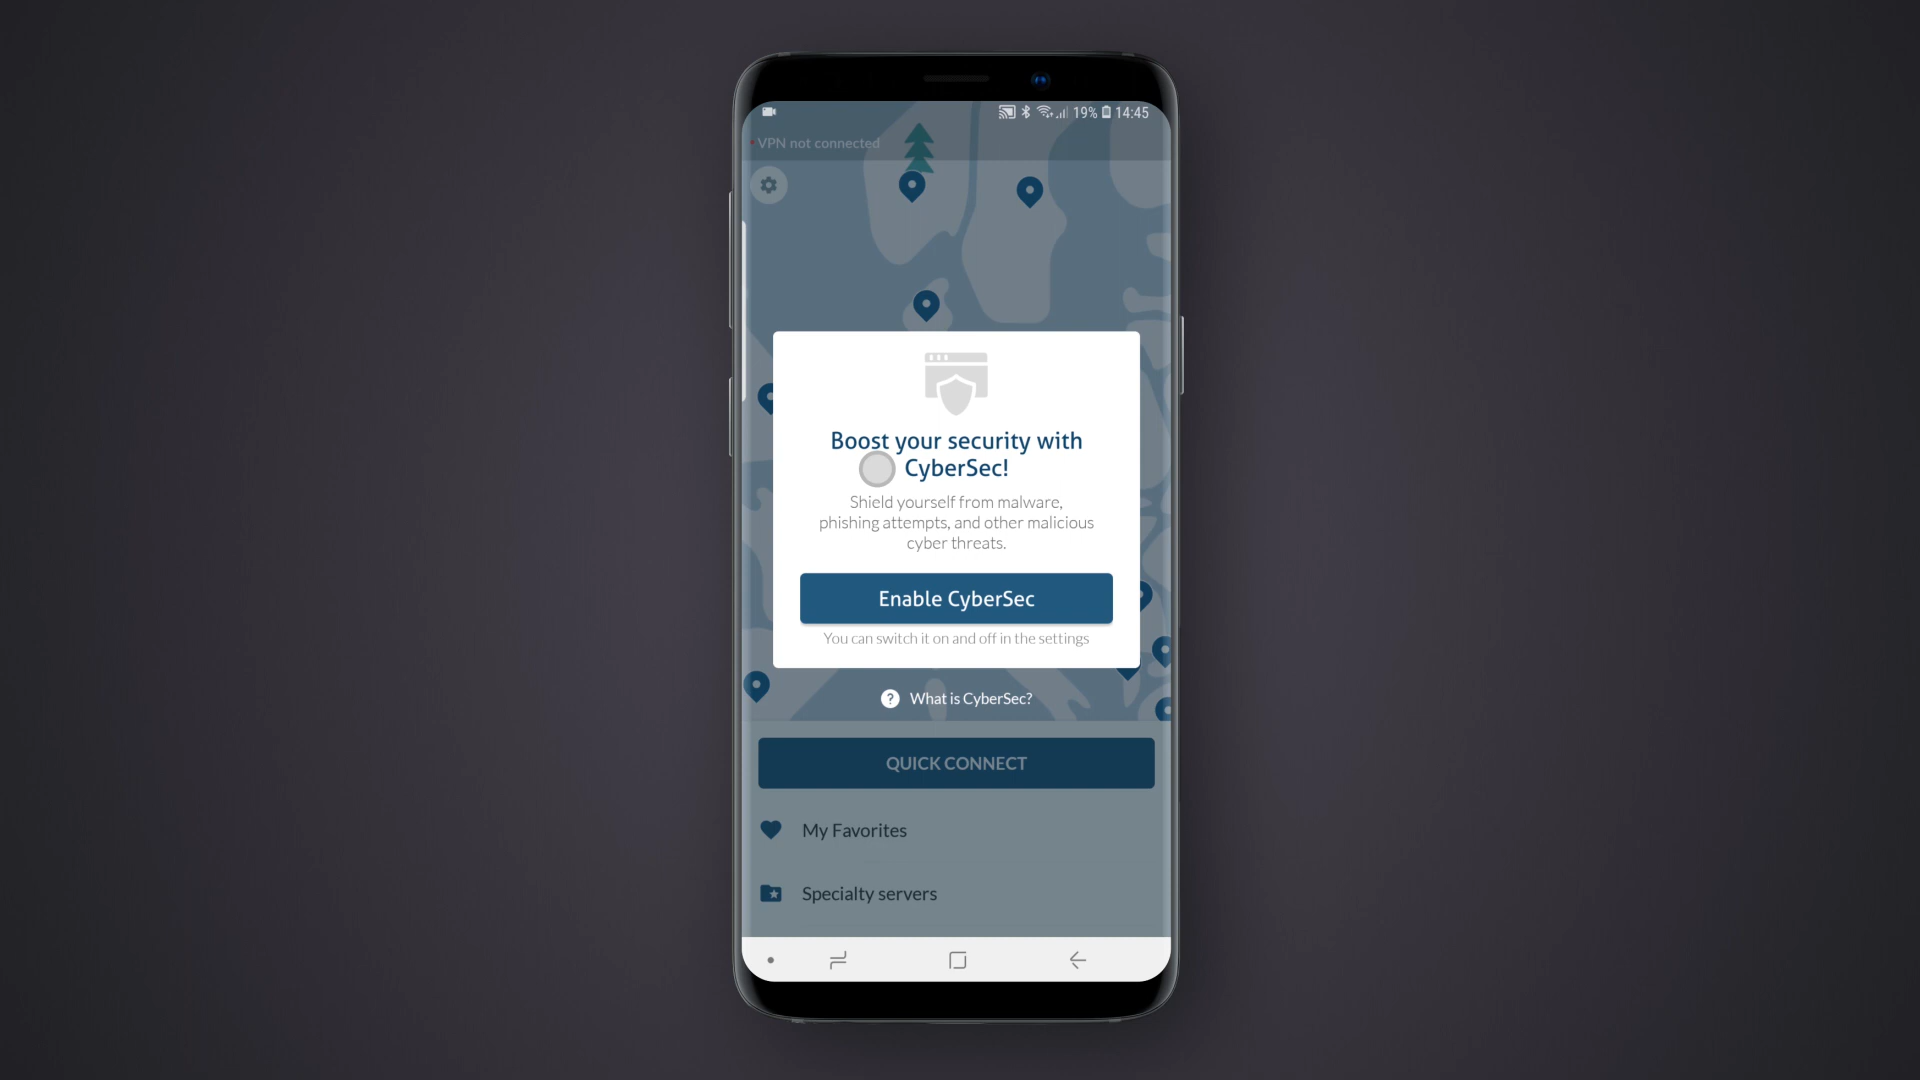 19% 14:45
VPN not connected
Boost your security with
CyberSec!
Shield yourself from malware,
phishing attempts, and other malicious
cyber threats.
Enable CyberSec
You can switch it on and off in the settings
? What is CyberSec?
QUICK CONNECT
My Favorites
Specialty servers